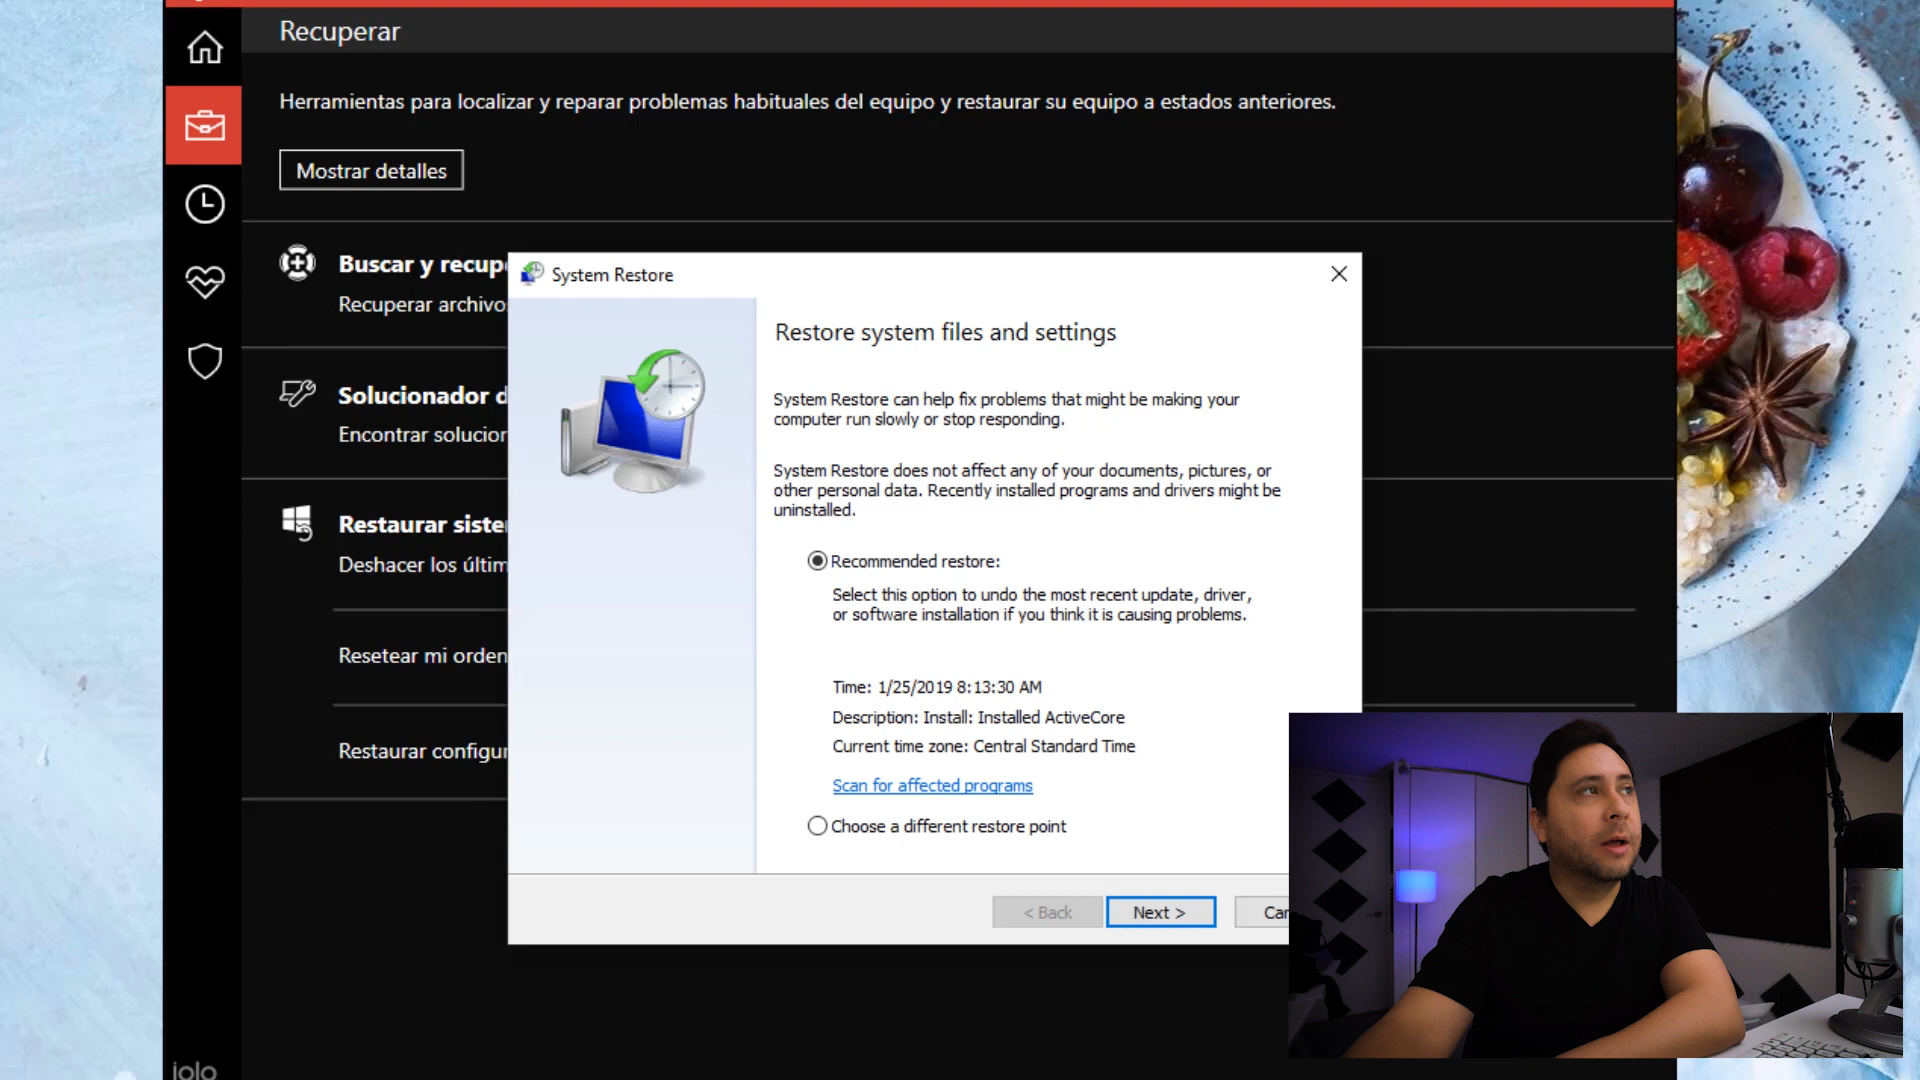 Recuperar
Herramientas para localizar y reparar problemas habituales del equipo y restaurar su equipo a estados anteriores.
Mostrar detalles
Buscar y recup
Recuperar archivo
Solucionador d
Encontrar solucion
Restaurar siste
Deshacer los últim
Resetear mi orden
Restaurar configur
System Restore
Restore system files and settings
System Restore can help fix problems that might be making your
computer run slowly or stop responding.
System Restore does not affect any of your documents, pictures, or
other personal data. Recently installed programs and drivers might be
uninstalled.
Recommended restore:
Select this option to undo the most recent update, driver,
or software installation if you think it is causing problems.
Time: 1/25/2019 8:13:30 AM
Description: Install: Installed ActiveCore
Current time zone: Central Standard Time
Scan for affected programs
Choose a different restore point
< Back
Next >
Can
iolo